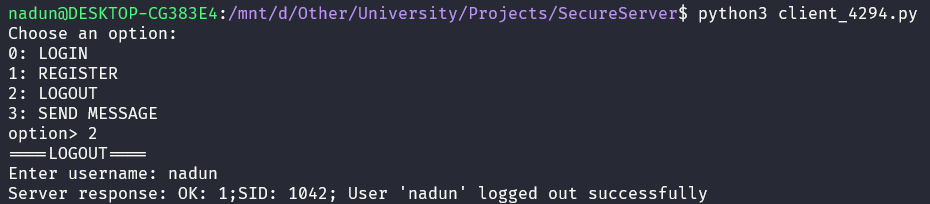 nadun@DESKTOP-CG383E4:/mnt/d/Other/University/Projects/SecureServer$ python3 client_4294.py
Choose an option:
0: LOGIN
1: REGISTER
2: LOGOUT
3: SEND MESSAGE
option> 2
====LOGOUT====
Enter username: nadun
Server response: OK: 1;SID: 1042; User 'nadun' logged out successfully